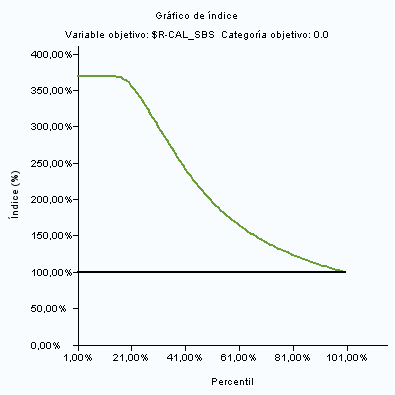 Gráfico de índice
Variable objetivo: $R-CAL_SBS Categoría objetivo: 0.0
400,00%
350,00%
300,00%
250,00%
200,00%
150,00%
100,00%
50,00%
0,00%
Índice (%)
1,00% 21,00% 41,00% 61,00% 81,00% 101,00%
Percentil